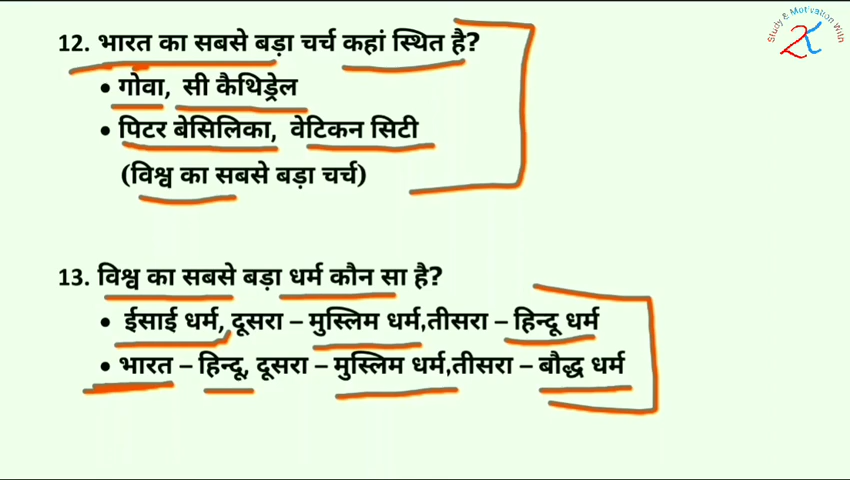 Study & Motivation With
2K
12. भारत का सबसे बड़ा चर्च कहां स्थित है?
• गोवा, सी कैथिड्रेल
• पिटर बेसिलिका, वेटिकन सिटी
(विश्व का सबसे बड़ा चर्च)
13. विश्व का सबसे बड़ा धर्म कौन सा है?
• ईसाई धर्म, दूसरा – मुस्लिम धर्म,तीसरा – हिन्दू धर्म
• भारत – हिन्दू, दूसरा – मुस्लिम धर्म,तीसरा – बौद्ध धर्म